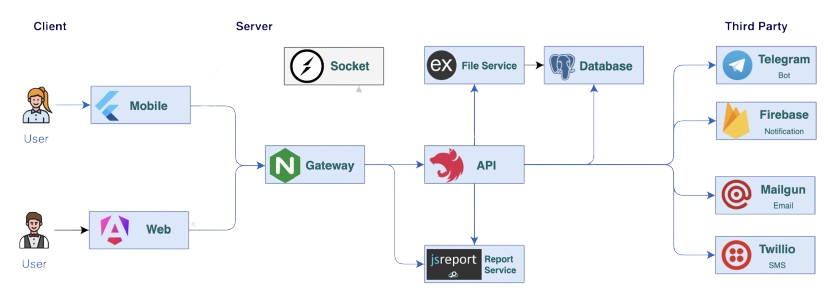 Client
Server
Third Party
User
Mobile
User
Web
Socket
N
Gateway
ex
File Service
Database
API
jsreport
Report
Service
Telegram
Bot
Firebase
Notification
Mailgun
Email
Twillio
SMS